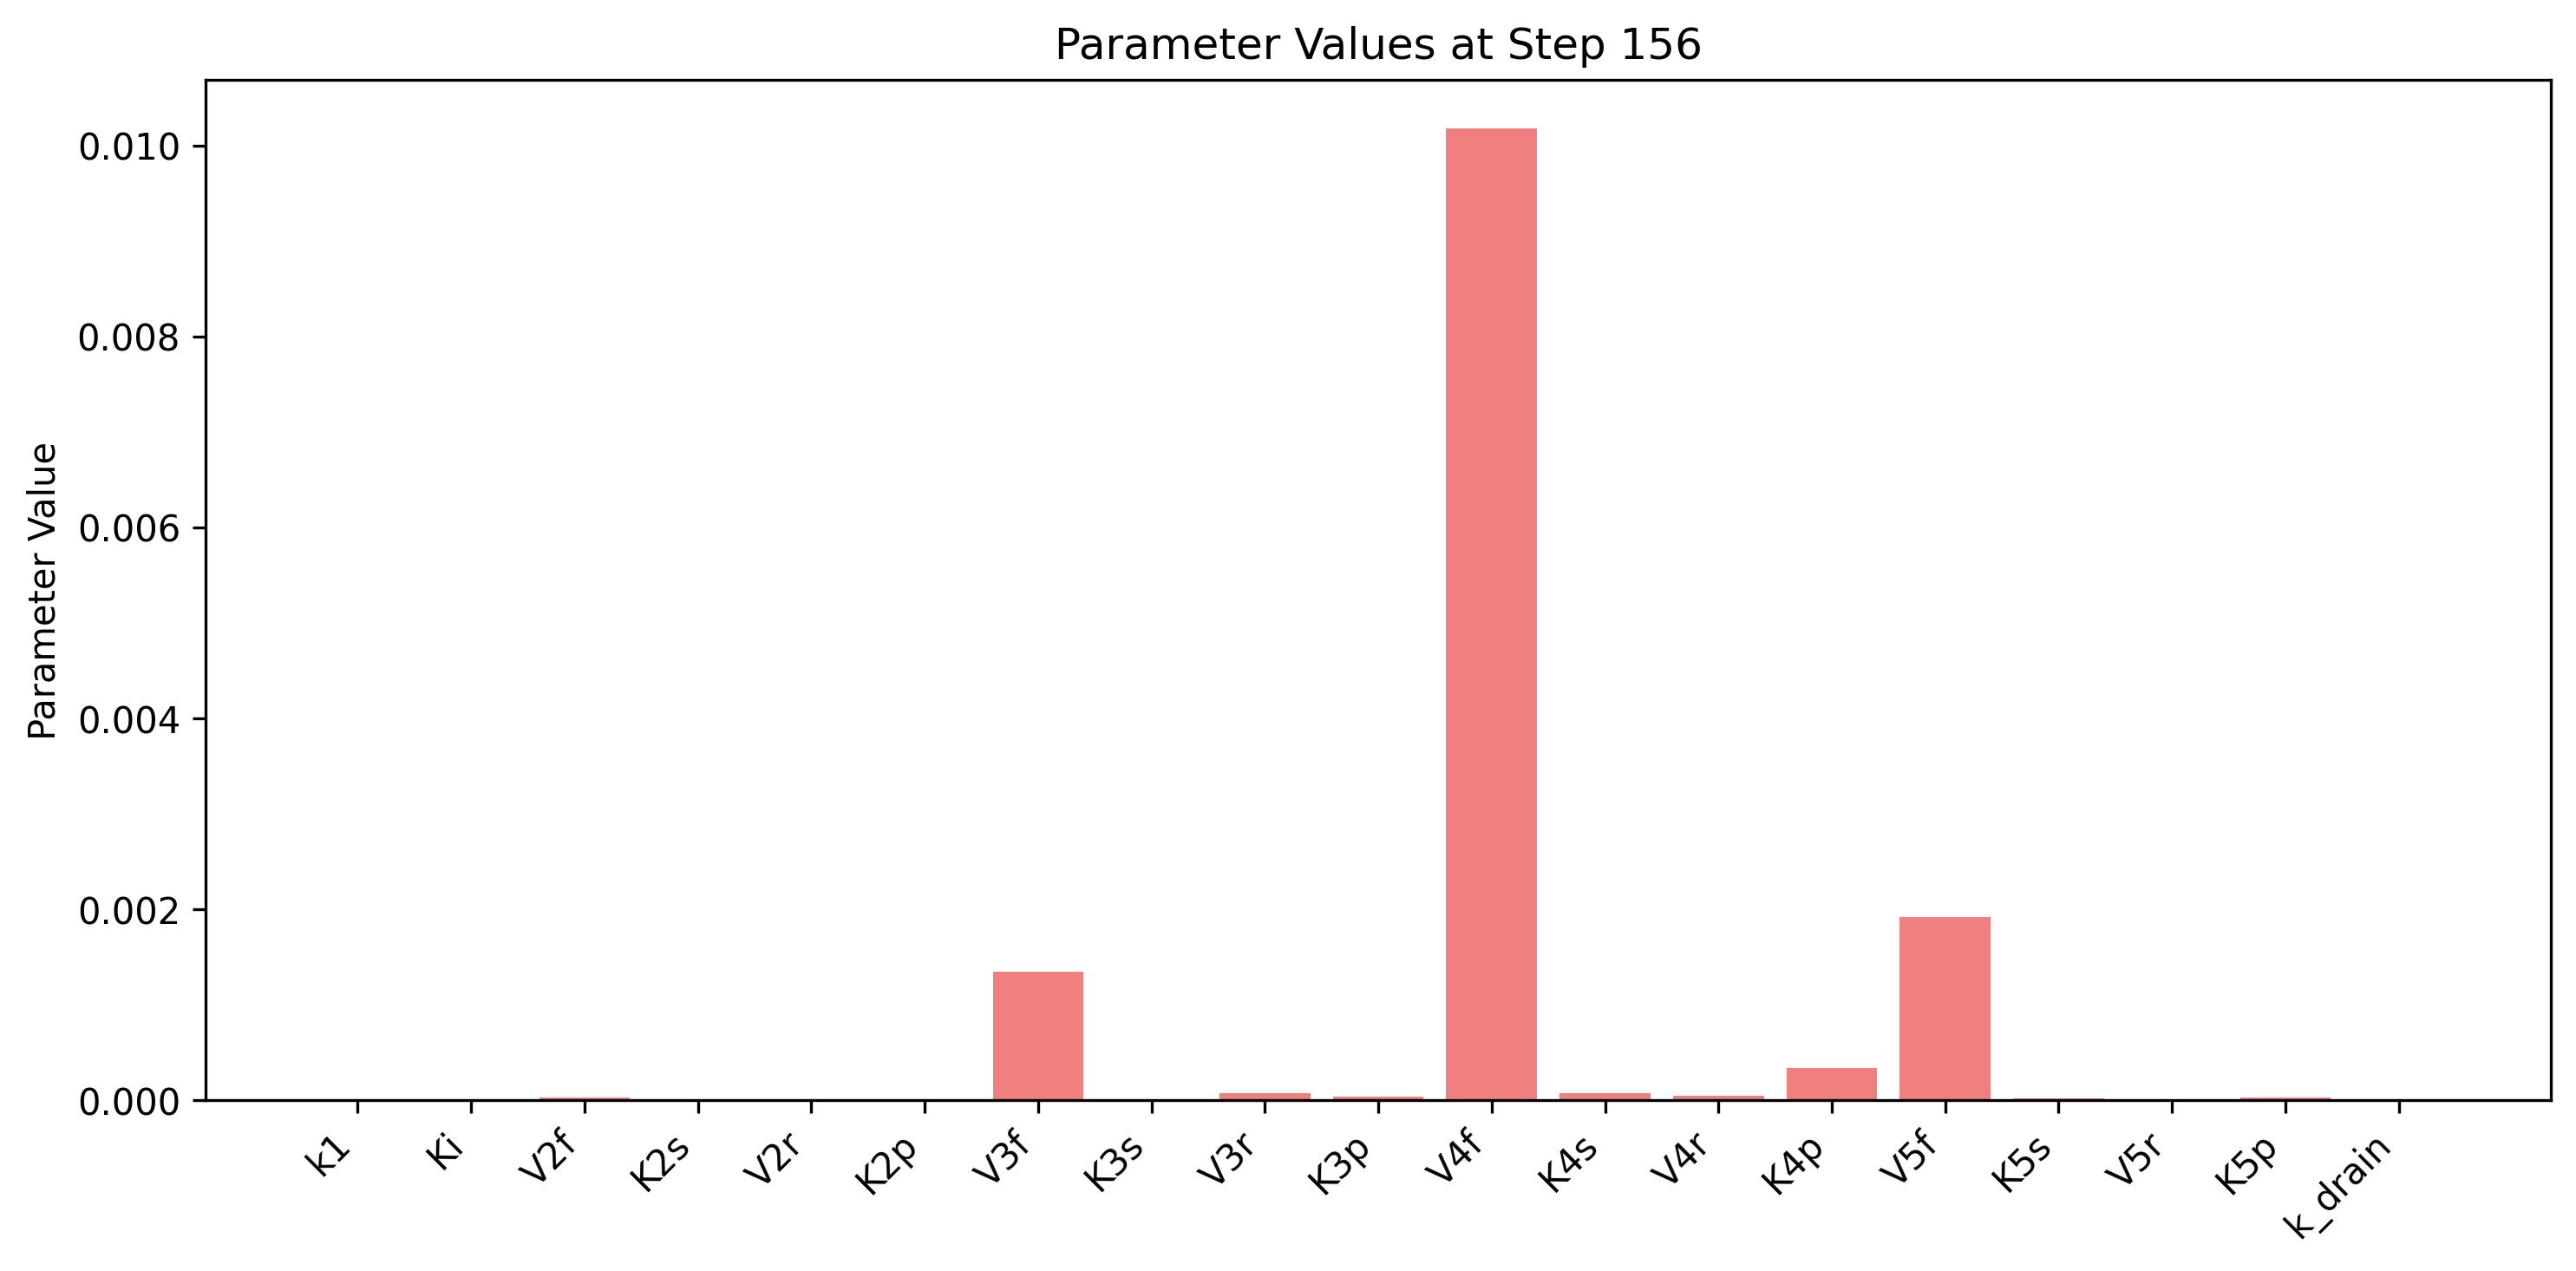 Parameter Values at Step 156
Parameter Value
0.010
0.008
0.006
0.004
0.002
0.000
k1
Ki
V2f
K2s
V2r
K2p
V3f
K3s
V3r
K3p
V4f
K4s
V4r
K4p
V5f
K5s
V5r
K5p
k_drain